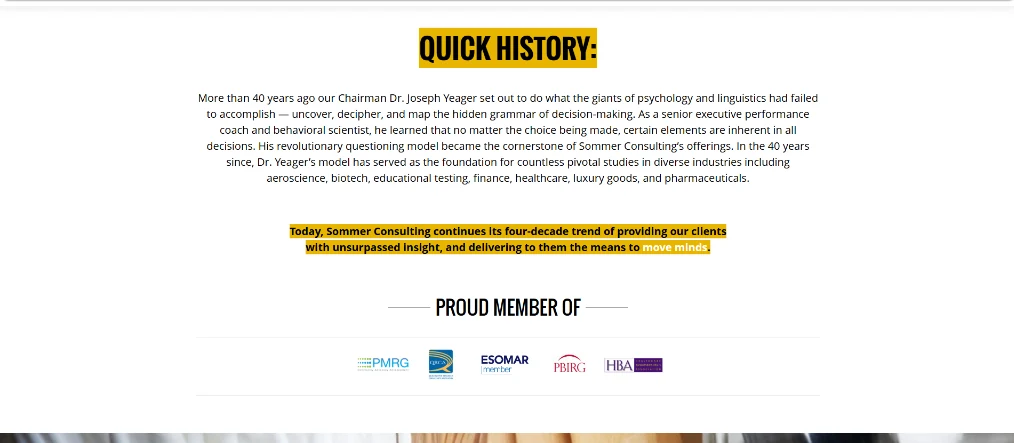 QUICK HISTORY:
More than 40 years ago our Chairman Dr. Joseph Yeager set out to do what the giants of psychology and linguistics had failed
to accomplish — uncover, decipher, and map the hidden grammar of decision-making. As a senior executive performance
coach and behavioral scientist, he learned that no matter the choice being made, certain elements are inherent in all
decisions. His revolutionary questioning model became the cornerstone of Sommer Consulting's offerings. In the 40 years
since, Dr. Yeager's model has served as the foundation for countless pivotal studies in diverse industries including
aeroscience, biotech, educational testing, finance, healthcare, luxury goods, and pharmaceuticals.
Today, Sommer Consulting continues its four-decade trend of providing our clients
with unsurpassed insight, and delivering to them the means to move minds.
PROUD MEMBER OF
PMRG
ESOMAR
member
PBIRG
HBA